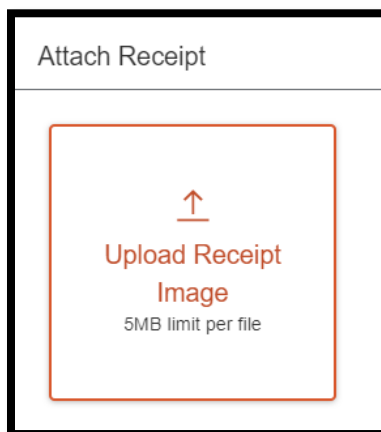 Attach Receipt
Upload Receipt
Image
5MB limit per file